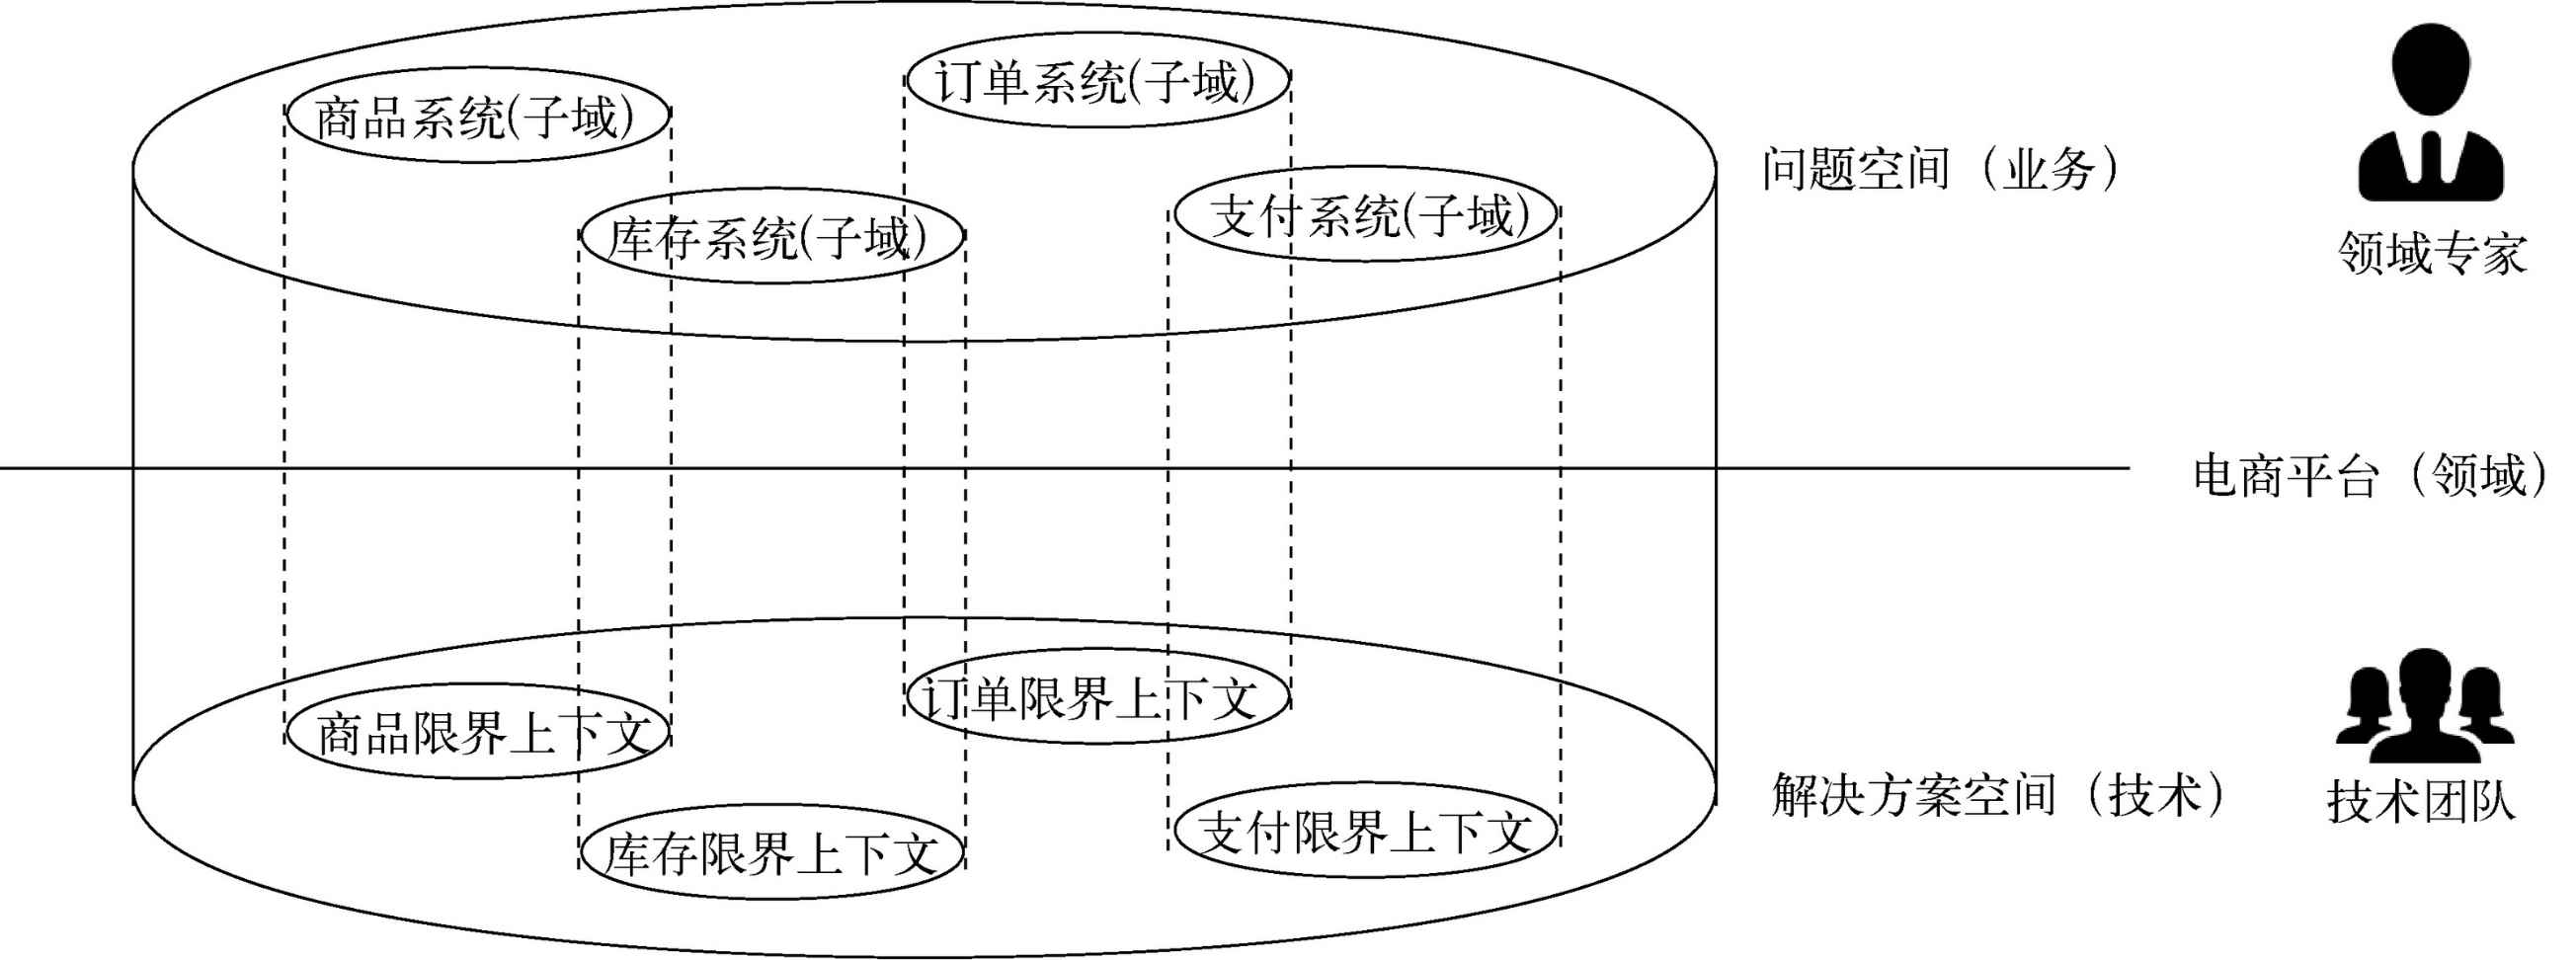 订单系统(子域)
商品系统(子域)
库存系统(子域)
支付系统(子域)
问题空间（业务）
领域专家
电商平台（领域）
订单限界上下文
商品限界上下文
库存限界上下文
支付限界上下文
解决方案空间（技术）
技术团队